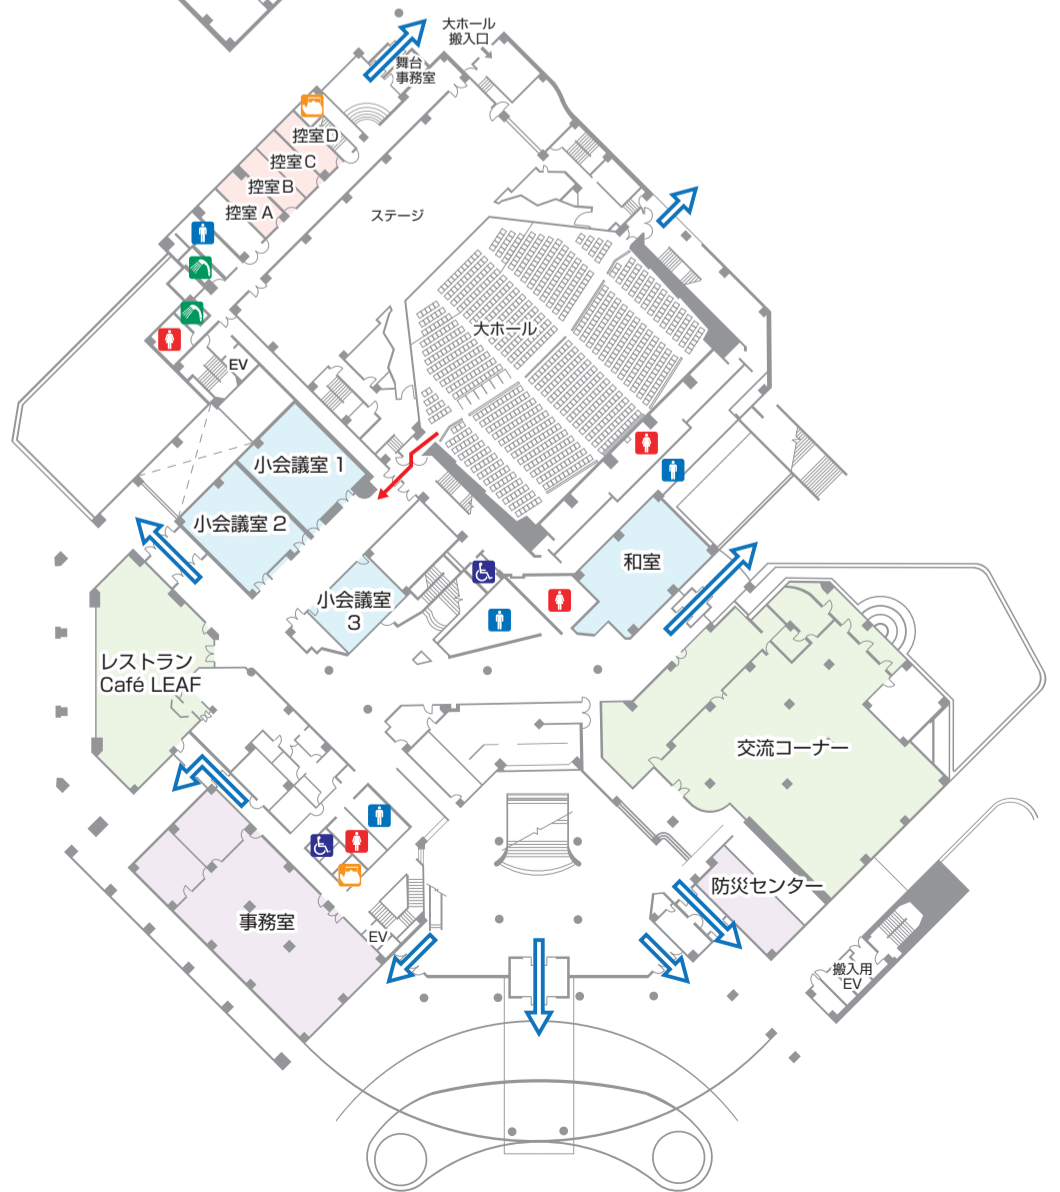 大ホール
搬入口
舞台
事務室
控室D
控室C
控室B
控室A
ステージ
大ホール
EV
小会議室1
小会議室2
小会議室
3
和室
レストラン
Café LEAF
交流コーナー
防災センター
事務室
EV
搬入用
EV